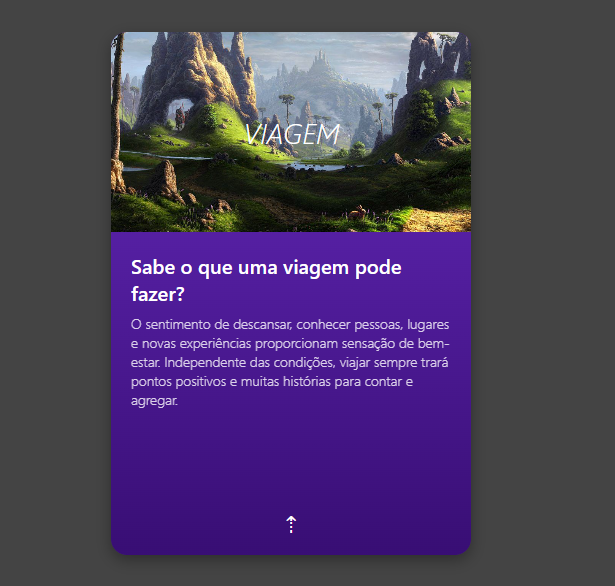 VIAGEM
Sabe o que uma viagem pode
fazer?
O sentimento de descansar, conhecer pessoas, lugares
e novas experiências proporcionam sensação de bem-
estar. Independente das condições, viajar sempre trará
pontos positivos e muitas histórias para contar e
agregar.